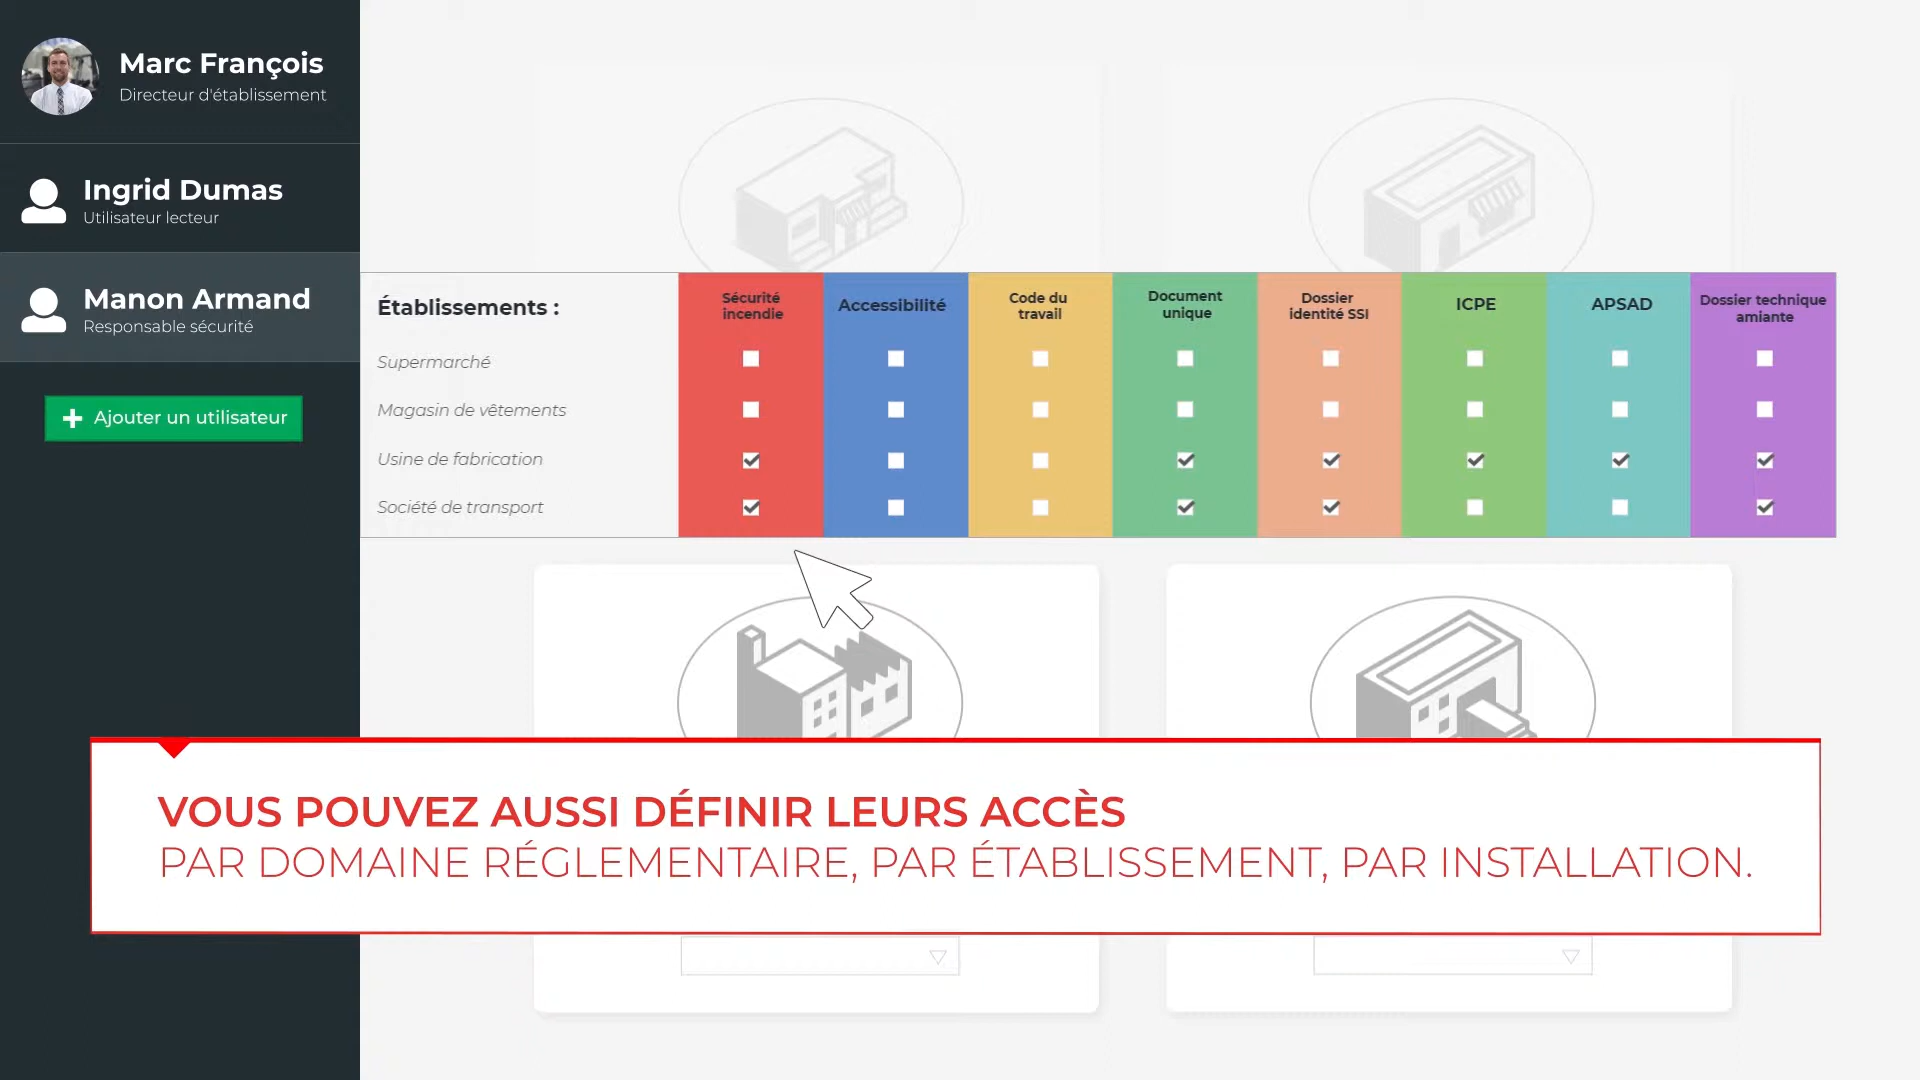 Marc François
Directeur d'établissement
Ingrid Dumas
Utilisateur lecteur
Manon Armand
Responsable sécurité
Ajouter un utilisateur
Établissements :
Sécurité
incendie
Accessibilité
Code du
travail
Document
unique
Dossier
identité SSI
ICPE
APSAD
Dossier technique
amiante
Supermarché
Magasin de vêtements
Usine de fabrication
Société de transport
VOUS POUVEZ AUSSI DÉFINIR LEURS ACCÈS
PAR DOMAINE RÉGLEMENTAIRE, PAR ÉTABLISSEMENT, PAR INSTALLATION.